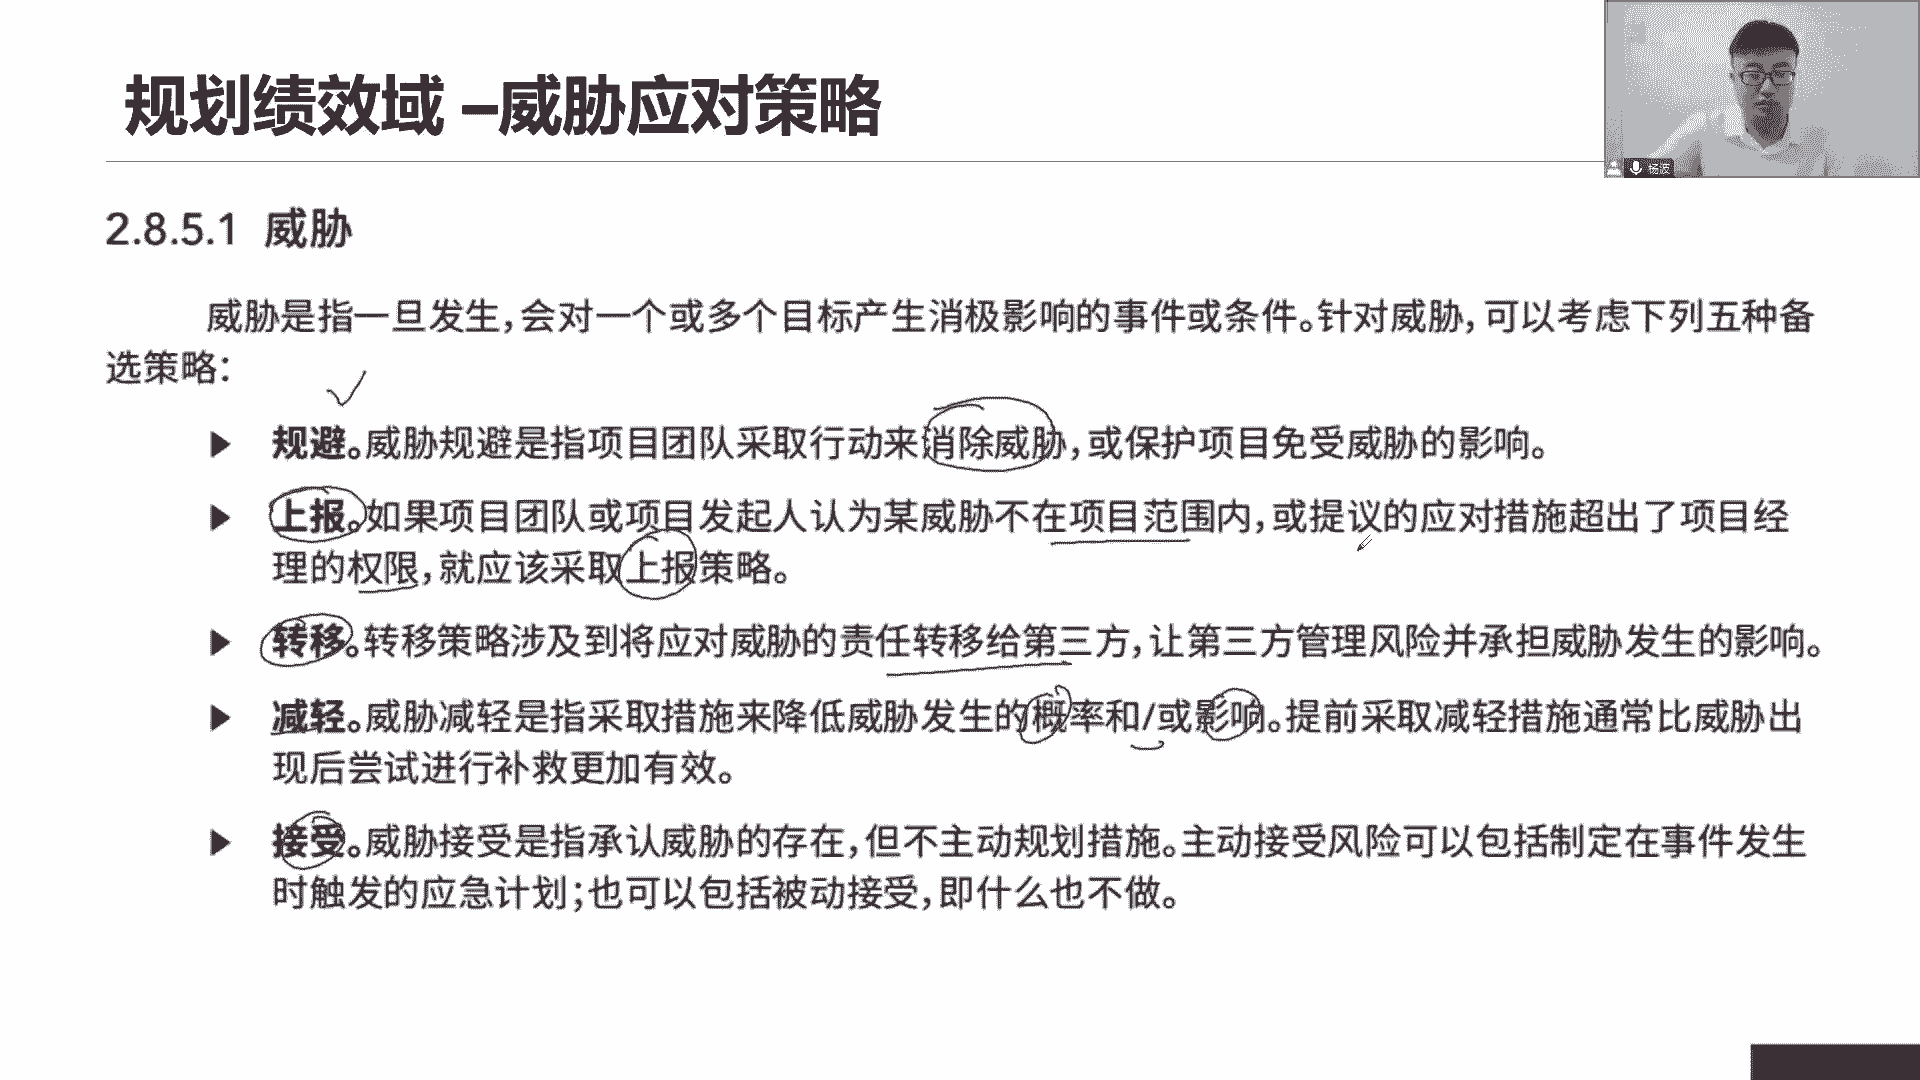 规划绩效域 –威胁应对策略
杨波
2.8.5.1 威胁
威胁是指一旦发生，会对一个或多个目标产生消极影响的事件或条件。针对威胁，可以考虑下列五种备
选策略：
▶ 规避。威胁规避是指项目团队采取行动来消除威胁，或保护项目免受威胁的影响。
▶ 上报。如果项目团队或项目发起人认为某威胁不在项目范围内，或提议的应对措施超出了项目经
理的权限，就应该采取上报策略。
▶ 转移。转移策略涉及到将应对威胁的责任转移给第三方，让第三方管理风险并承担威胁发生的影响。
▶ 减轻。威胁减轻是指采取措施来降低威胁发生的概率和/或影响。提前采取减轻措施通常比威胁出
现后尝试进行补救更加有效。
▶ 接受。威胁接受是指承认威胁的存在，但不主动规划措施。主动接受风险可以包括制定在事件发生
时触发的应急计划；也可以包括被动接受，即什么也不做。